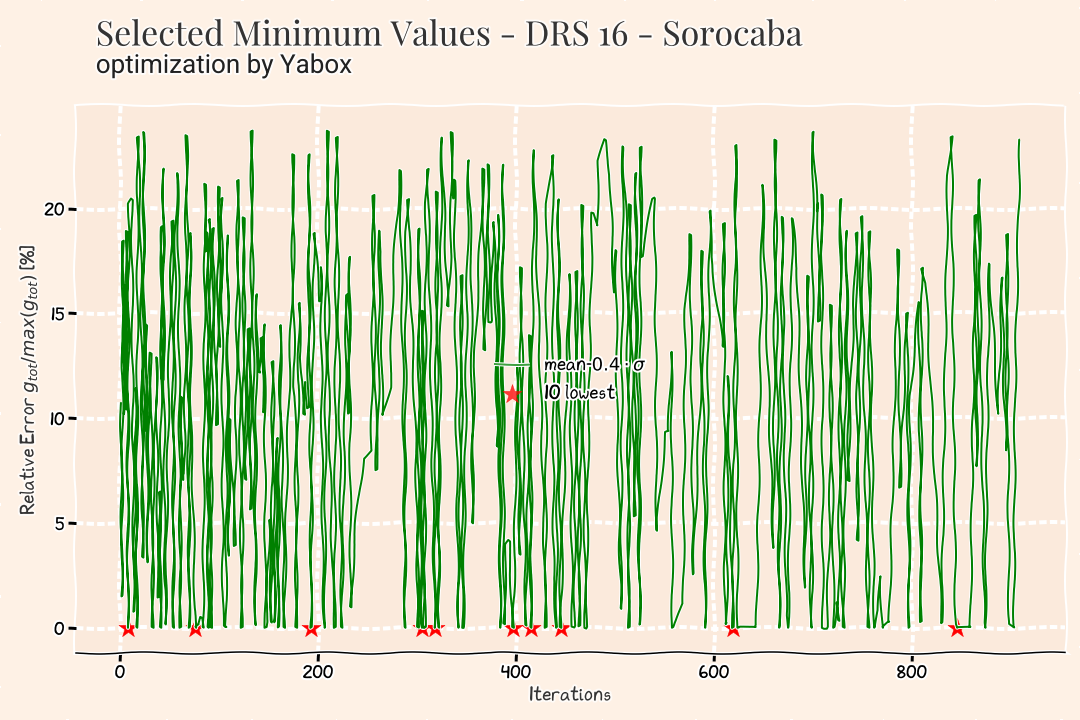 Selected Minimum Values - DRS 16 - Sorocaba
optimization by Yabox
Relative Error g_tot/max(g_tot) [%]
20
15
10
5
0
mean-0.4 · σ
10 lowest
0 200 400 600 800
Iterations